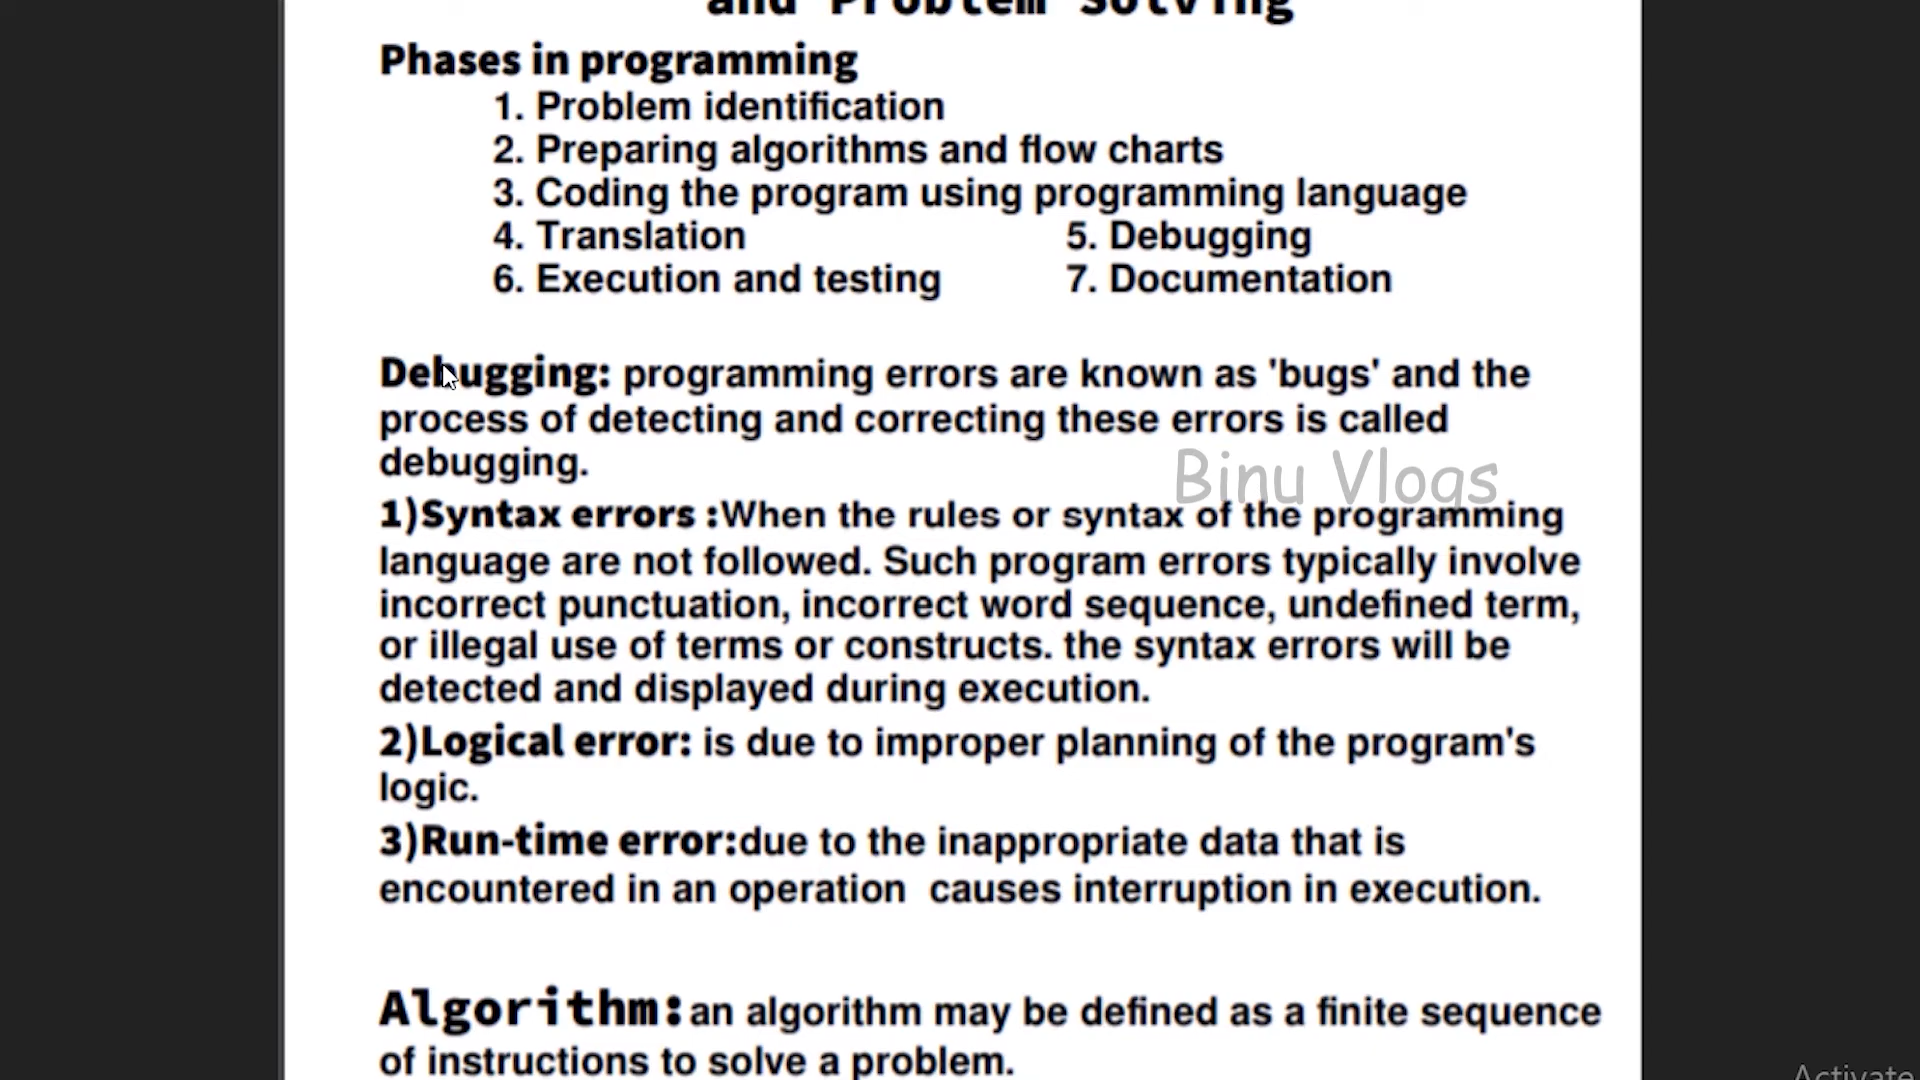 and Problem Solving
Phases in programming
1. Problem identification
2. Preparing algorithms and flow charts
3. Coding the program using programming language
4. Translation 5. Debugging
6. Execution and testing 7. Documentation
Debugging: programming errors are known as 'bugs' and the
process of detecting and correcting these errors is called
debugging.
Binu Vlogs
1)Syntax errors :When the rules or syntax of the programming
language are not followed. Such program errors typically involve
incorrect punctuation, incorrect word sequence, undefined term,
or illegal use of terms or constructs. the syntax errors will be
detected and displayed during execution.
2)Logical error: is due to improper planning of the program's
logic.
3)Run-time error:due to the inappropriate data that is
encountered in an operation  causes interruption in execution.
Algorithm:an algorithm may be defined as a finite sequence
of instructions to solve a problem.
Activate